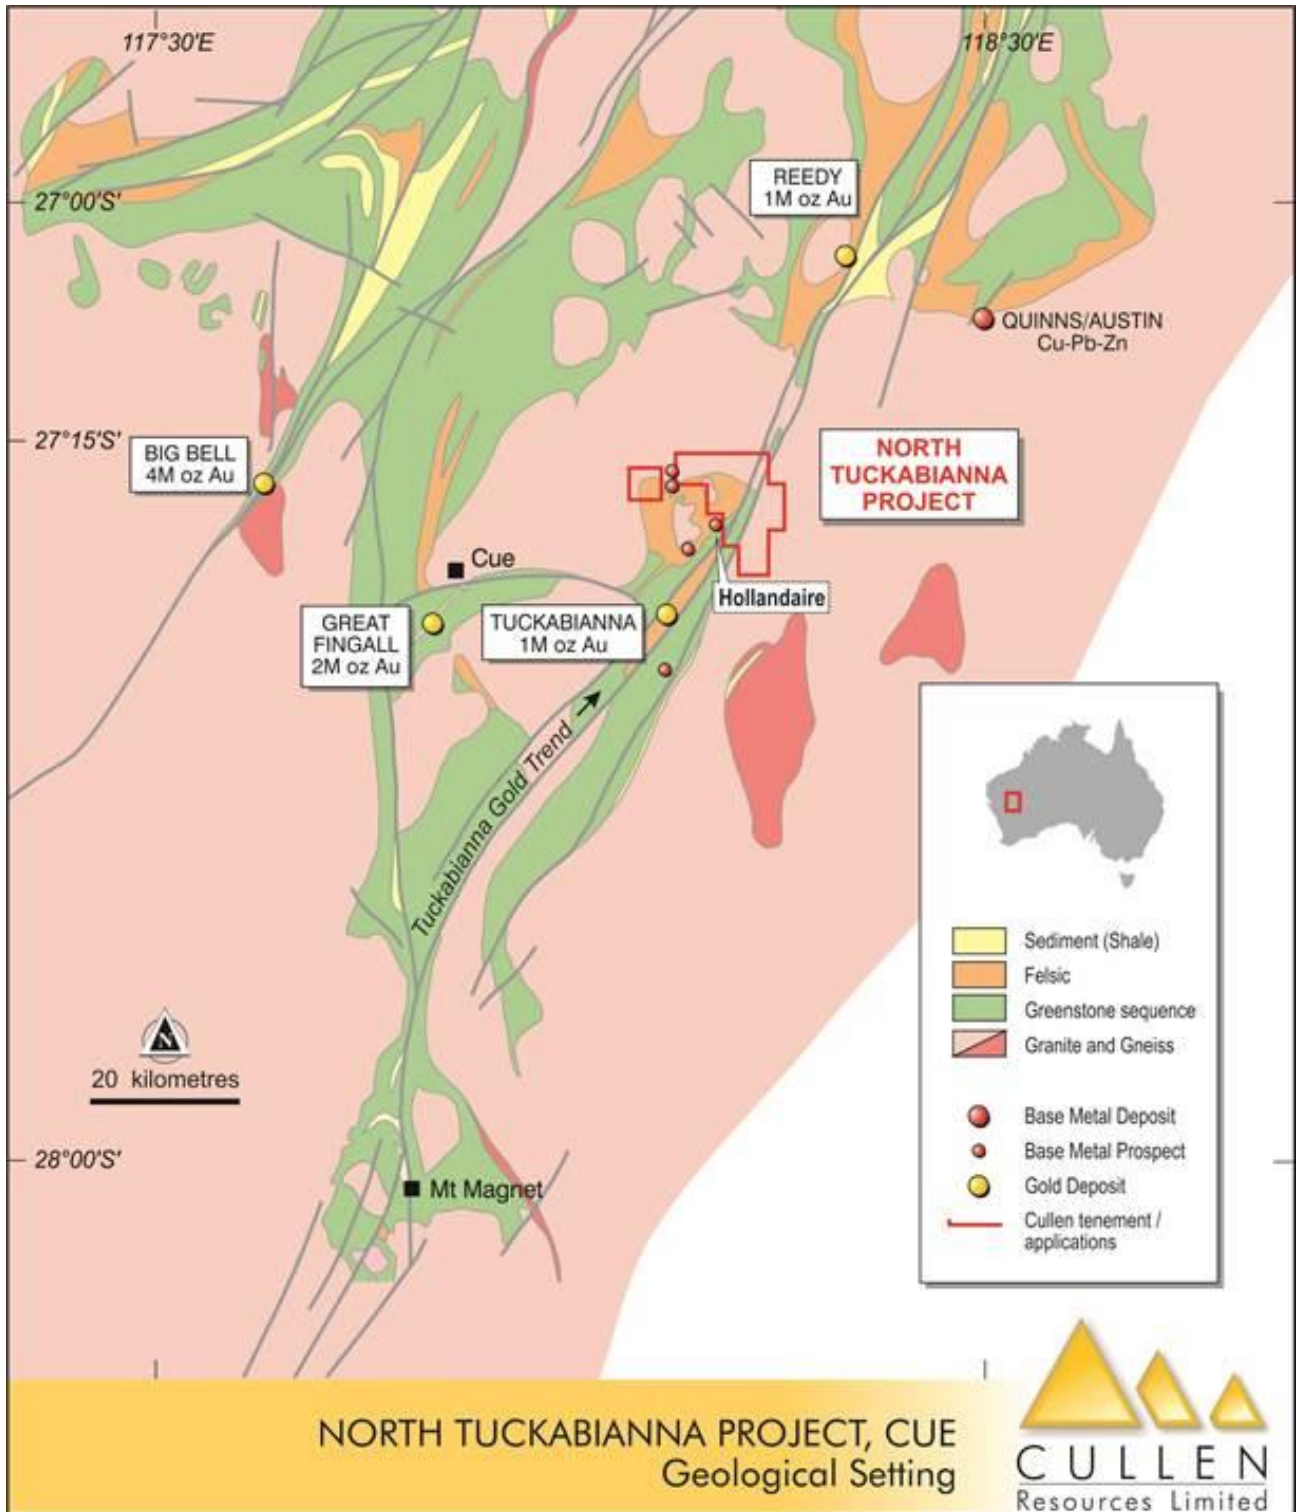 117°30'E
118°30'E
REEDY
1M oz Au
27°00'S'
QUINNS/AUSTIN
Cu-Pb-Zn
27°15'S'
BIG BELL
4M oz Au
NORTH
TUCKABIANNA
PROJECT
Cue
Hollandaire
GREAT
FINGALL
2M oz Au
TUCKABIANNA
1M oz Au
Tuckabianna Gold Trend
Sediment (Shale)
Felsic
Greenstone sequence
Granite and Gneiss
N
20 kilometres
Base Metal Deposit
Base Metal Prospect
Gold Deposit
Cullen tenement /
applications
28°00'S'
Mt Magnet
NORTH TUCKABIANNA PROJECT, CUE
Geological Setting
CULLEN
Resources Limited